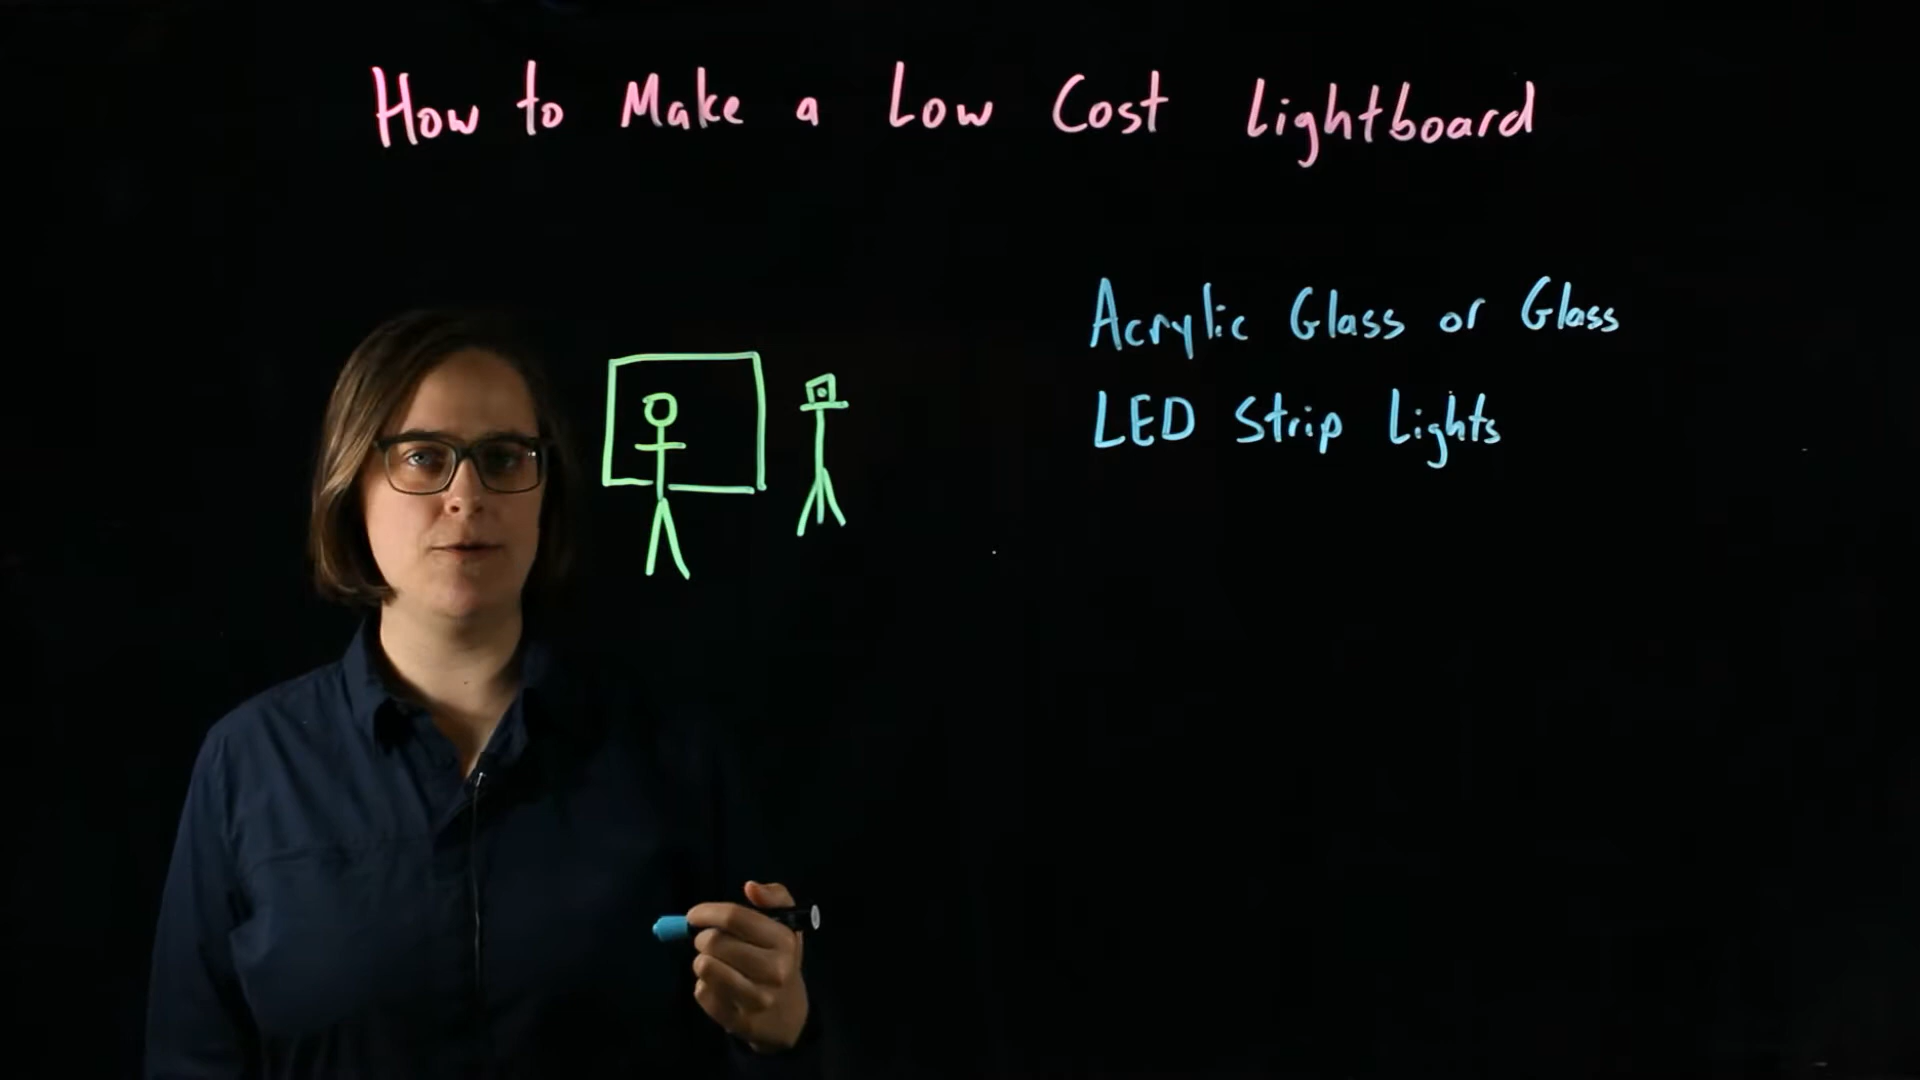 How to Make a Low Cost Lightboard
Acrylic Glass or Glass
LED Strip Lights